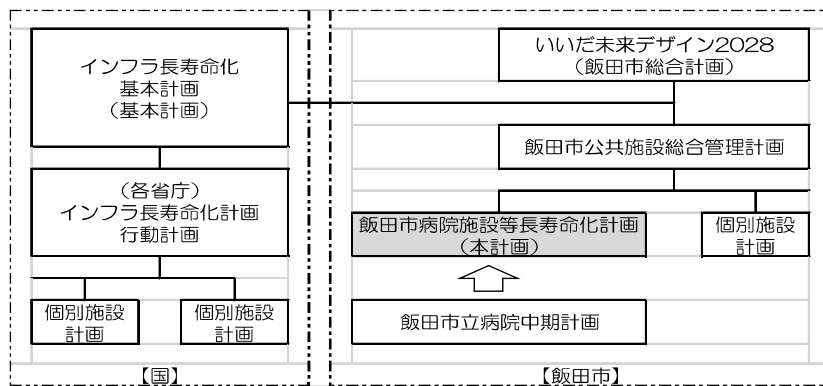 インフラ長寿命化
基本計画
（基本計画）
（各省庁）
インフラ長寿命化計画
行動計画
個別施設
計画
個別施設
計画
【国】
いいだ未来デザイン2028
（飯田市総合計画）
飯田市公共施設総合管理計画
飯田市病院施設等長寿命化計画
（本計画）
個別施設
計画
飯田市立病院中期計画
【飯田市】